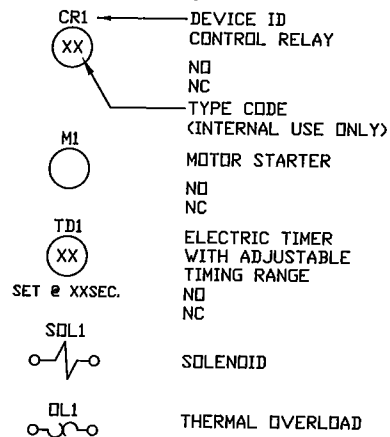 CR1
DEVICE ID
CONTROL RELAY
XX
NO
NC
TYPE CODE
(INTERNAL USE ONLY)
M1
MOTOR STARTER
NO
NC
TD1
ELECTRIC TIMER
XX
WITH ADJUSTABLE
TIMING RANGE
SET @ XXSEC.
NO
NC
SOL1
SOLENOID
OL1
THERMAL OVERLOAD